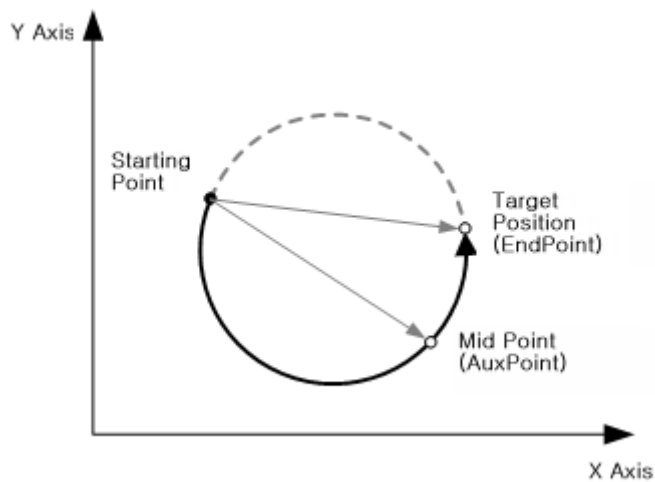 Y Axis
Starting
Point
Target
Position
(EndPoint)
Mid Point
(AuxPoint)
X Axis